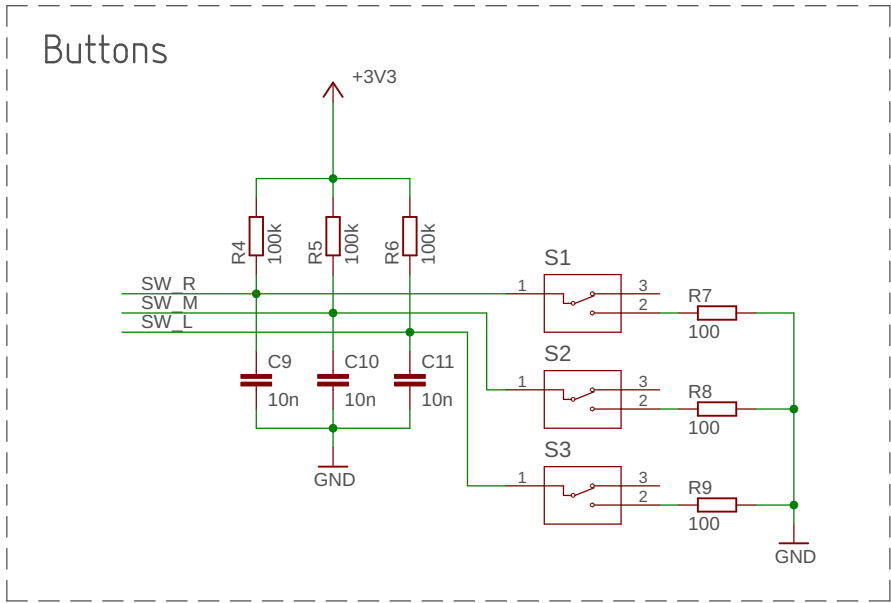 Buttons
+3V3
R4
100k
R5
100k
R6
100k
SW_R
SW_M
SW_L
C9
10n
C10
10n
C11
10n
GND
S1
1
3
2
R7
100
S2
1
3
2
R8
100
S3
1
3
2
R9
100
GND